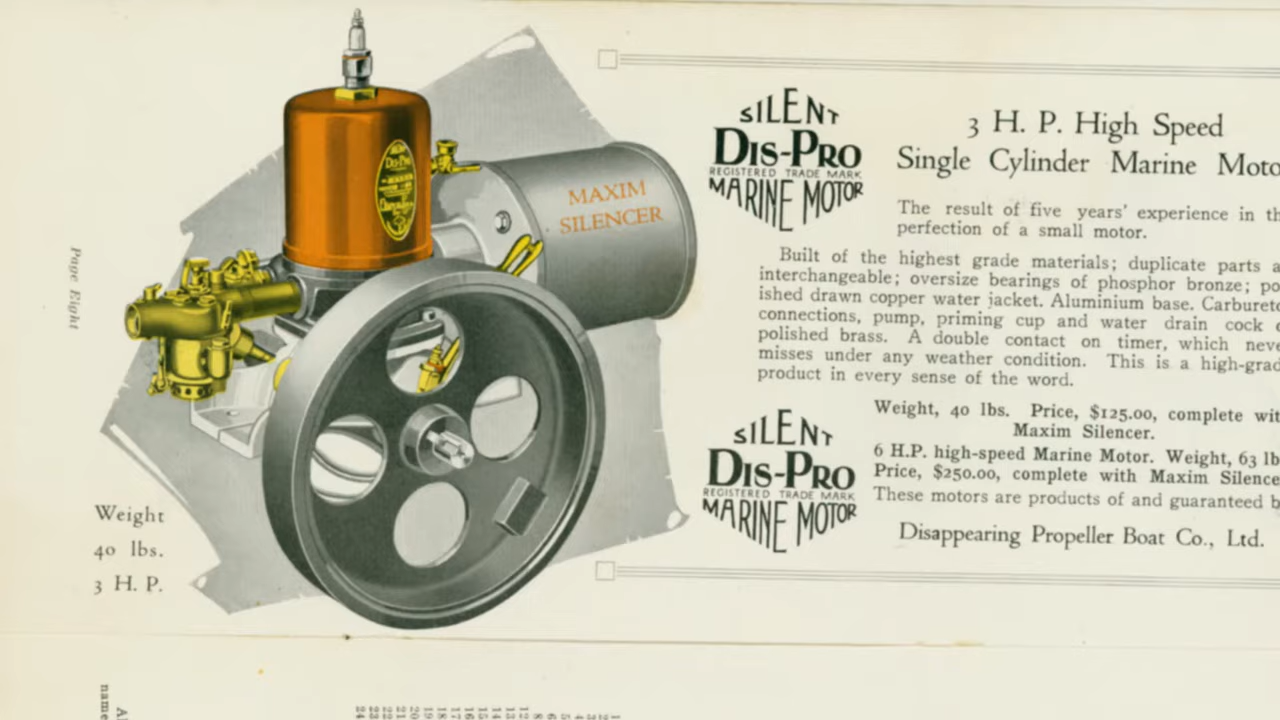 MAXIM
SILENCER
DIS-PRO
Page Eight
Weight
40 lbs.
3 H. P.
SILENT
DIS-PRO
REGISTERED TRADE MARK
MARINE MOTOR
3 H. P. High Speed
Single Cylinder Marine Moto
The result of five years' experience in th
perfection of a small motor.
Built of the highest grade materials; duplicate parts a
interchangeable; oversize bearings of phosphor bronze; po
ished drawn copper water jacket. Aluminium base. Carburete
connections, pump, priming cup and water drain cock o
polished brass. A double contact on timer, which neve
misses under any weather condition. This is a high-grad
product in every sense of the word.
SILENT
DIS-PRO
REGISTERED TRADE MARK
MARINE MOTOR
Weight, 40 lbs. Price, $125.00, complete wit
Maxim Silencer.
6 H.P. high-speed Marine Motor. Weight, 63 lb
Price, $250.00, complete with Maxim Silence
These motors are products of and guaranteed b
Disappearing Propeller Boat Co., Ltd.
name
Al